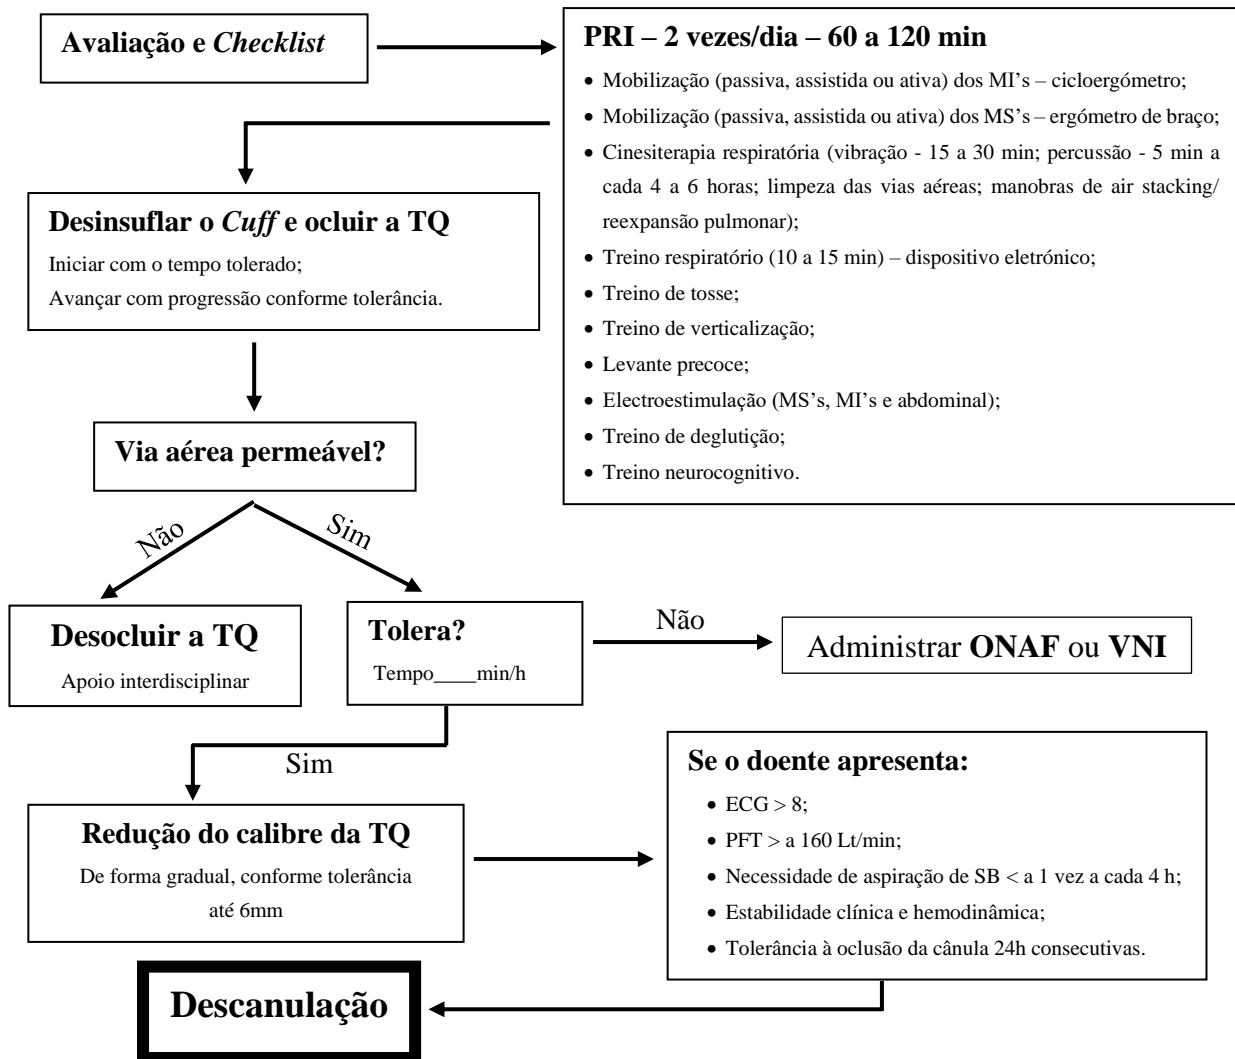 Avaliação e Checklist
PRI – 2 vezes/dia – 60 a 120 min
• Mobilização (passiva, assistida ou ativa) dos MI’s – cicloergómetro;
• Mobilização (passiva, assistida ou ativa) dos MS’s – ergómetro de braço;
• Cinesiterapia respiratória (vibração - 15 a 30 min; percussão - 5 min a
cada 4 a 6 horas; limpeza das vias aéreas; manobras de air stacking/
reexpansão pulmonar);
• Treino respiratório (10 a 15 min) – dispositivo eletrónico;
• Treino de tosse;
• Treino de verticalização;
• Levante precoce;
• Electroestimulação (MS’s, MI’s e abdominal);
• Treino de deglutição;
• Treino neurocognitivo.
Desinsuflar o Cuff e ocluir a TQ
Iniciar com o tempo tolerado;
Avançar com progressão conforme tolerância.
Via aérea permeável?
Não
Sim
Desocluir a TQ
Apoio interdisciplinar
Tolera?
Tempo____min/h
Não
Administrar ONAF ou VNI
Sim
Redução do calibre da TQ
De forma gradual, conforme tolerância
até 6mm
Se o doente apresenta:
• ECG > 8;
• PFT > a 160 Lt/min;
• Necessidade de aspiração de SB < a 1 vez a cada 4 h;
• Estabilidade clínica e hemodinâmica;
• Tolerância à oclusão da cânula 24h consecutivas.
Descanulação